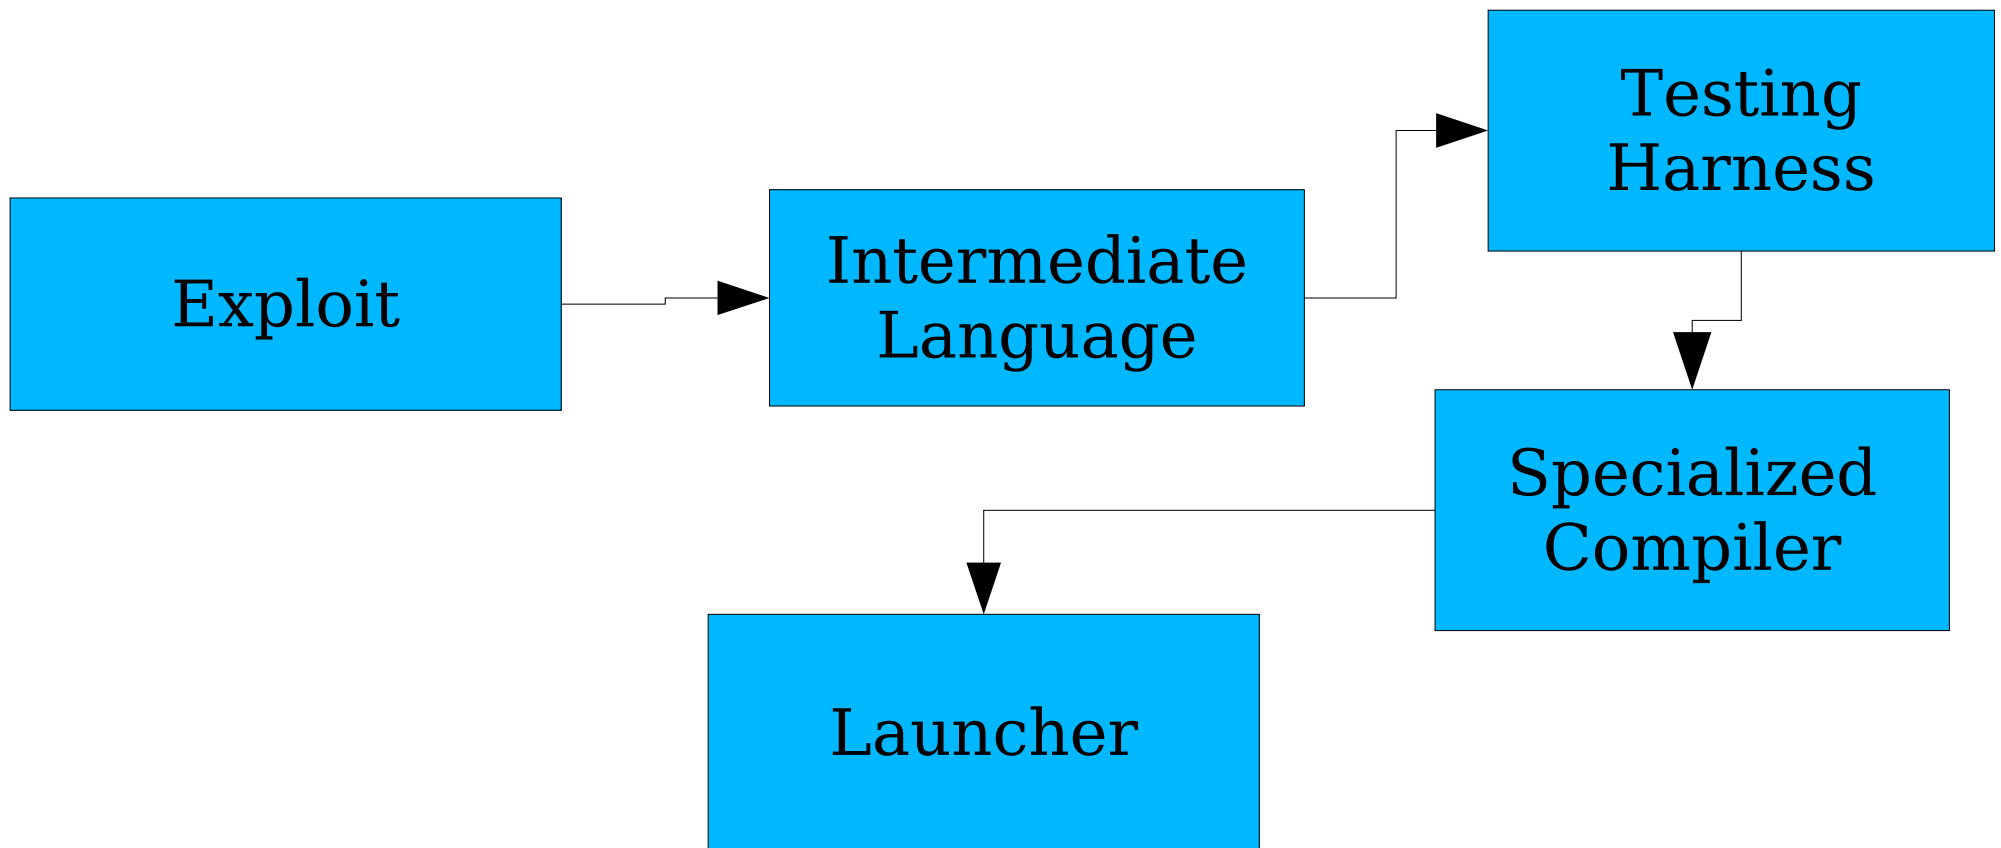 Exploit
Intermediate
Language
Testing
Harness
Specialized
Compiler
Launcher